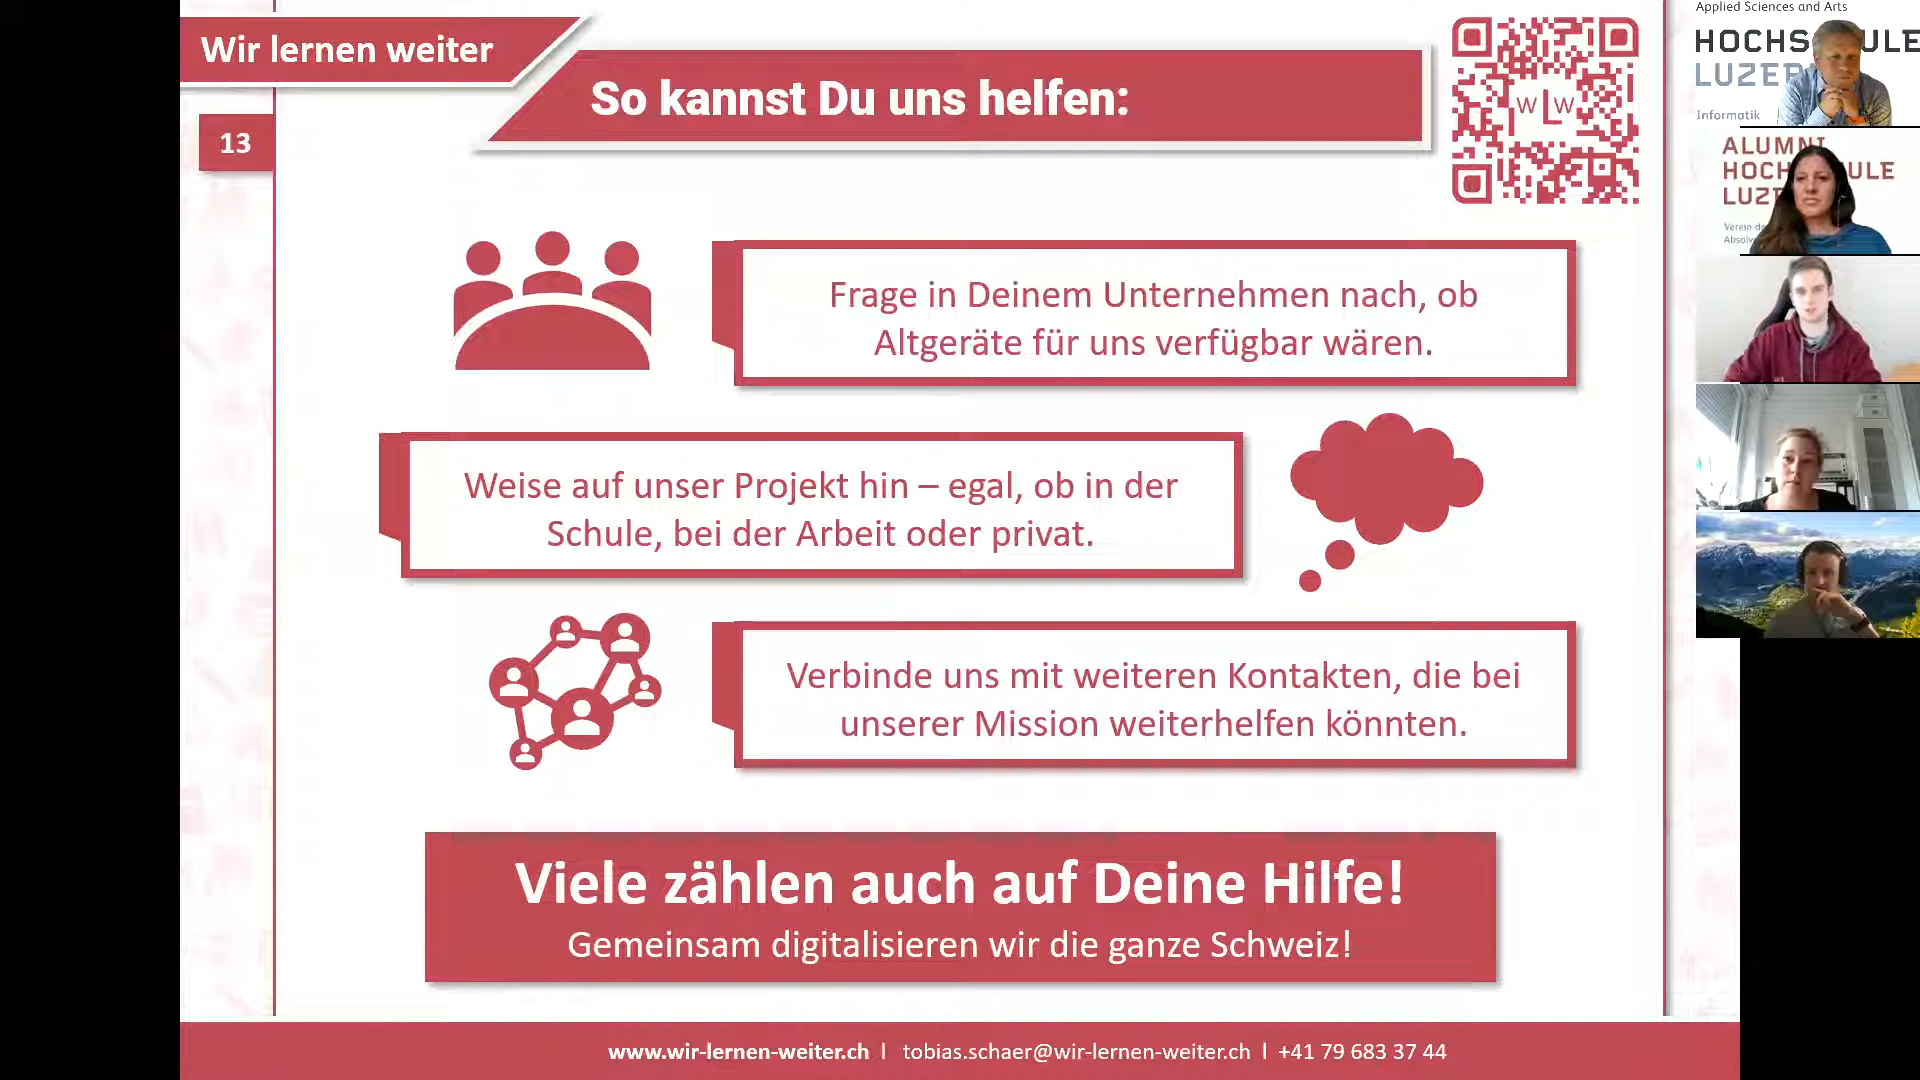 Wir lernen weiter
So kannst Du uns helfen:
13
W L W
Frage in Deinem Unternehmen nach, ob
Altgeräte für uns verfügbar wären.
Weise auf unser Projekt hin – egal, ob in der
Schule, bei der Arbeit oder privat.
Verbinde uns mit weiteren Kontakten, die bei
unserer Mission weiterhelfen könnten.
Viele zählen auch auf Deine Hilfe!
Gemeinsam digitalisieren wir die ganze Schweiz!
www.wir-lernen-weiter.ch | tobias.schaer@wir-lernen-weiter.ch | +41 79 683 37 44
Applied Sciences and Arts
LUZERN
Informatik
ALUMNI
Verein